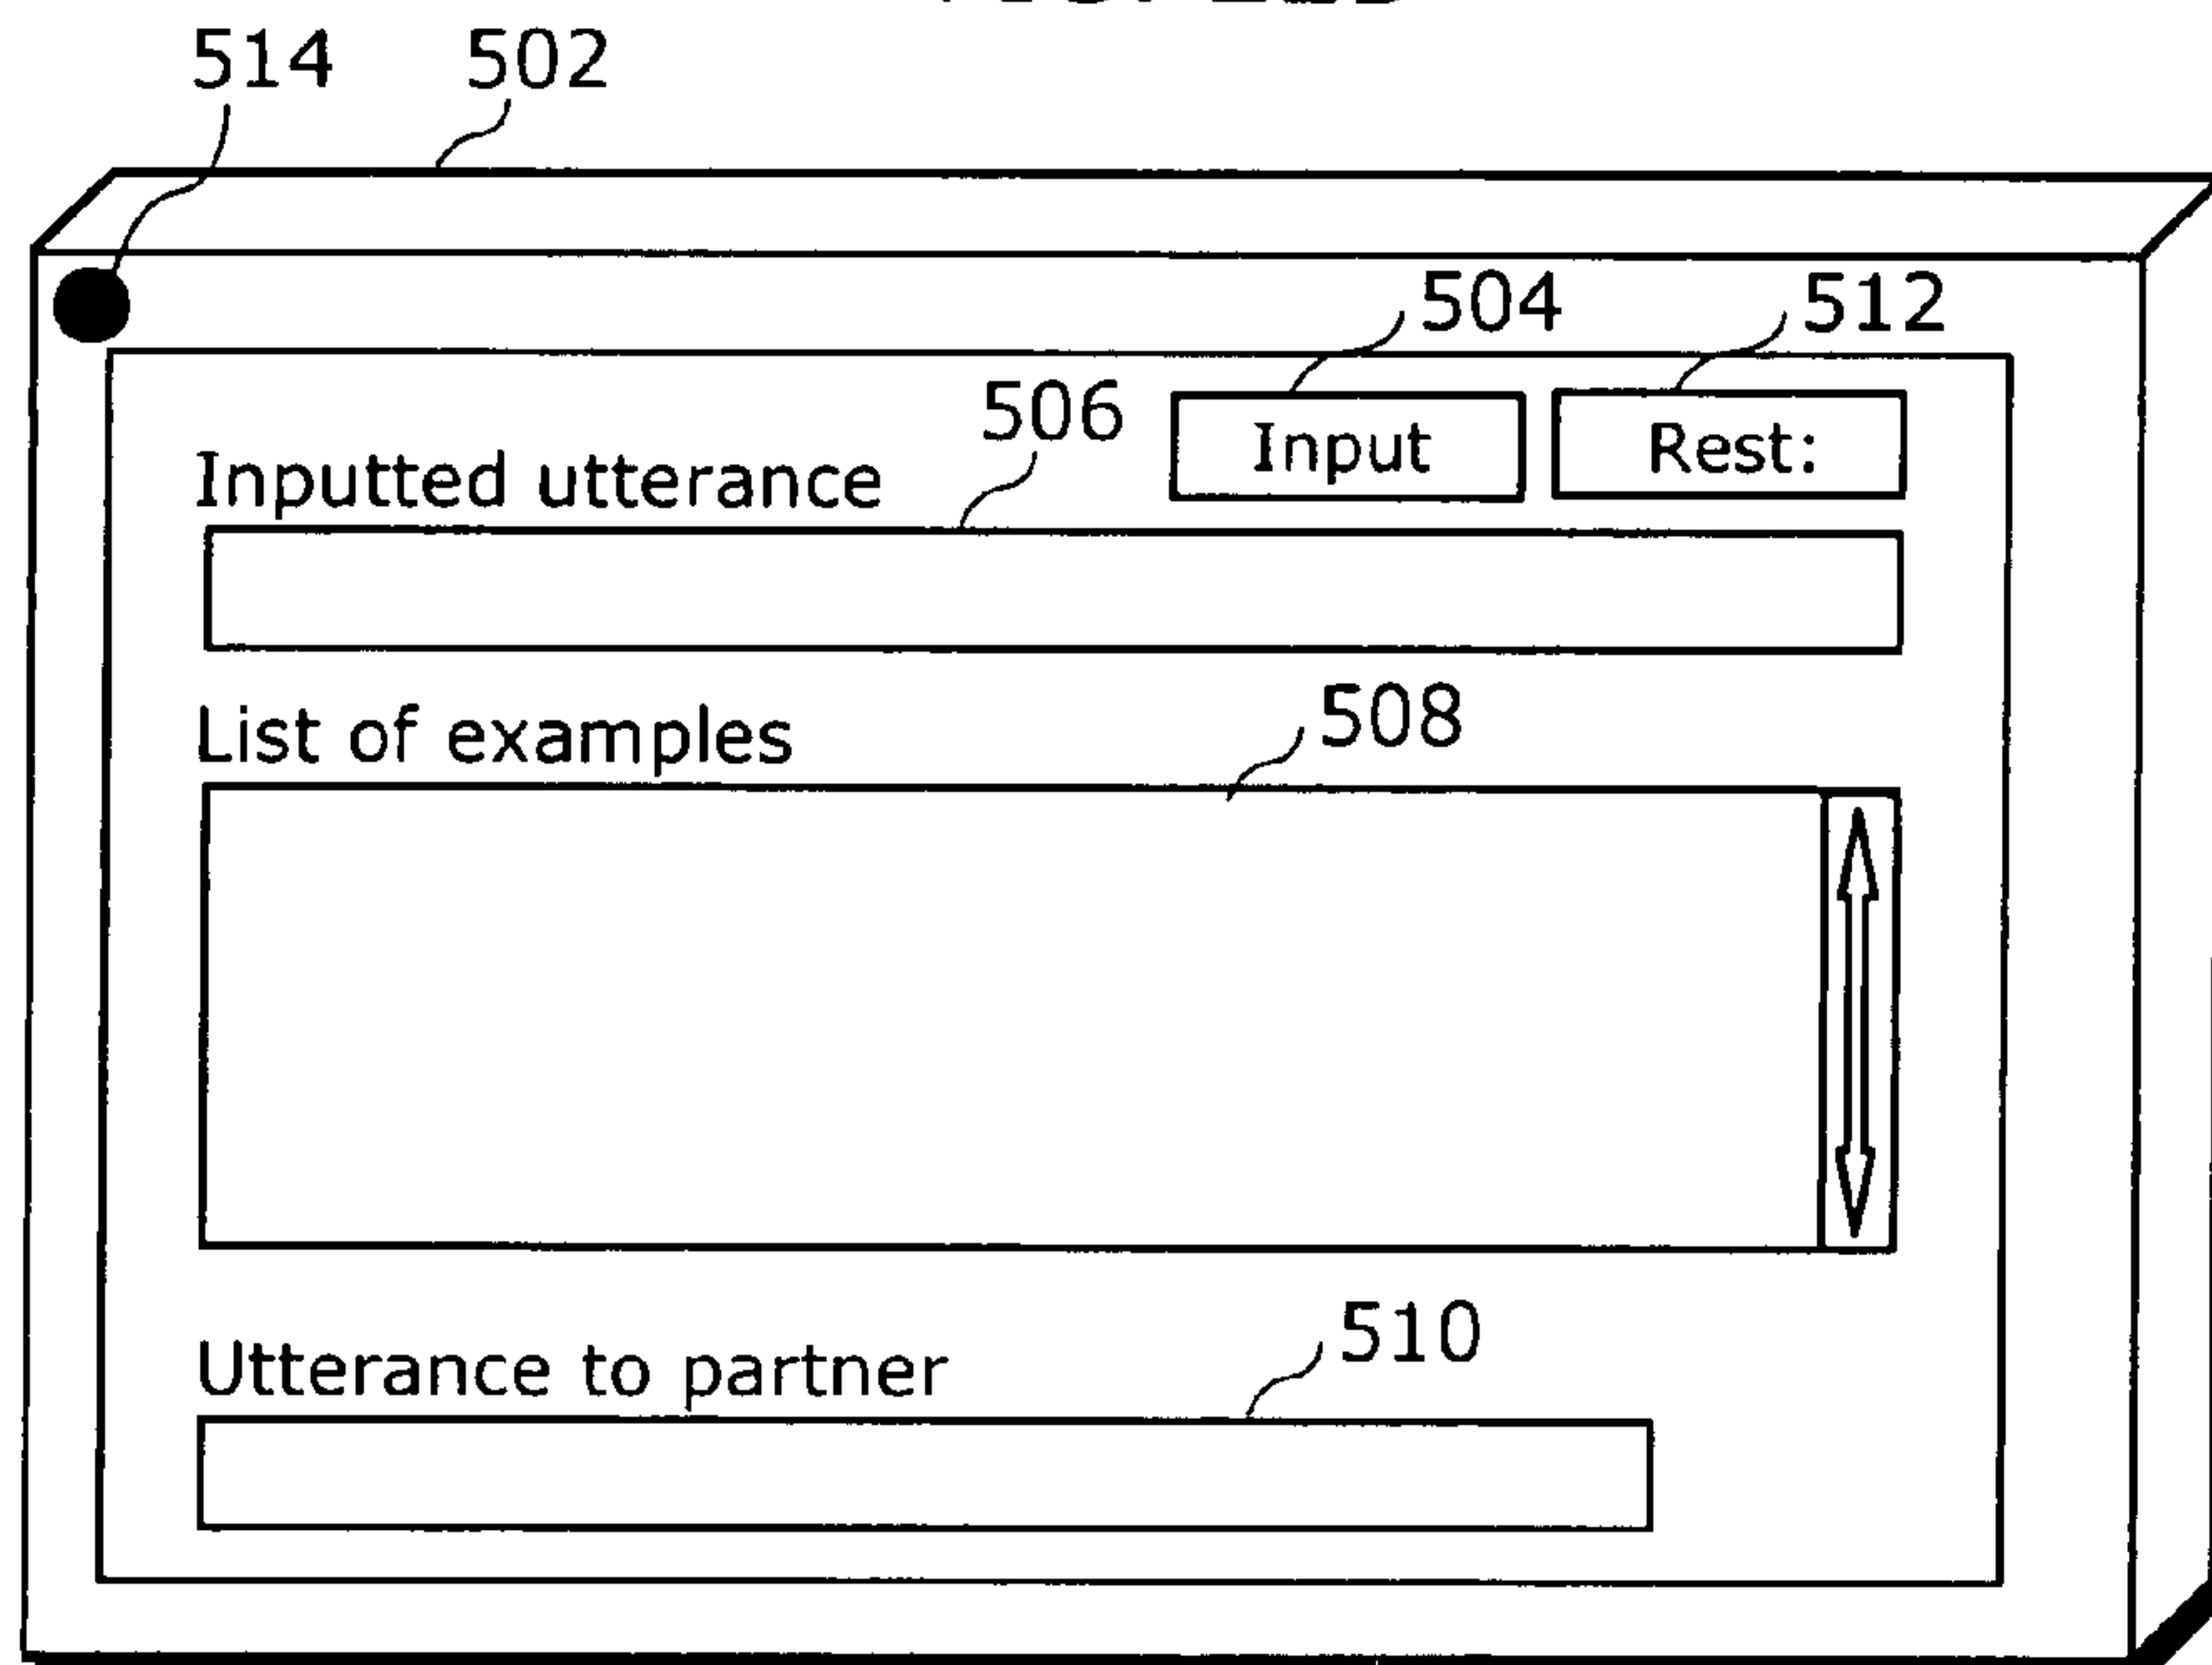 514 502
504 512
506 Input Rest:
Inputted utterance
508
List of examples
510
Utterance to partner